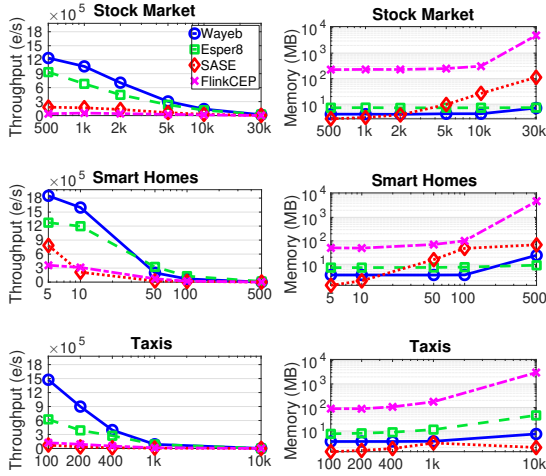 Stock Market
Throughput (e/s)
×10^5
18
15
12
9
6
3
0
500 1k 2k 5k 10k 30k
Wayeb
Esper8
SASE
FlinkCEP
Stock Market
Memory (MB)
10^4
10^3
10^2
10^1
500 1k 2k 5k 10k 30k
Smart Homes
Throughput (e/s)
×10^5
18
15
12
9
6
3
0
5 10 50 100 500
Smart Homes
Memory (MB)
10^4
10^3
10^2
10^1
5 10 50 100 500
Taxis
Throughput (e/s)
×10^5
18
15
12
9
6
3
0
100 200 400 1k 10k
Taxis
Memory (MB)
10^4
10^3
10^2
10^1
100 200 400 1k 10k